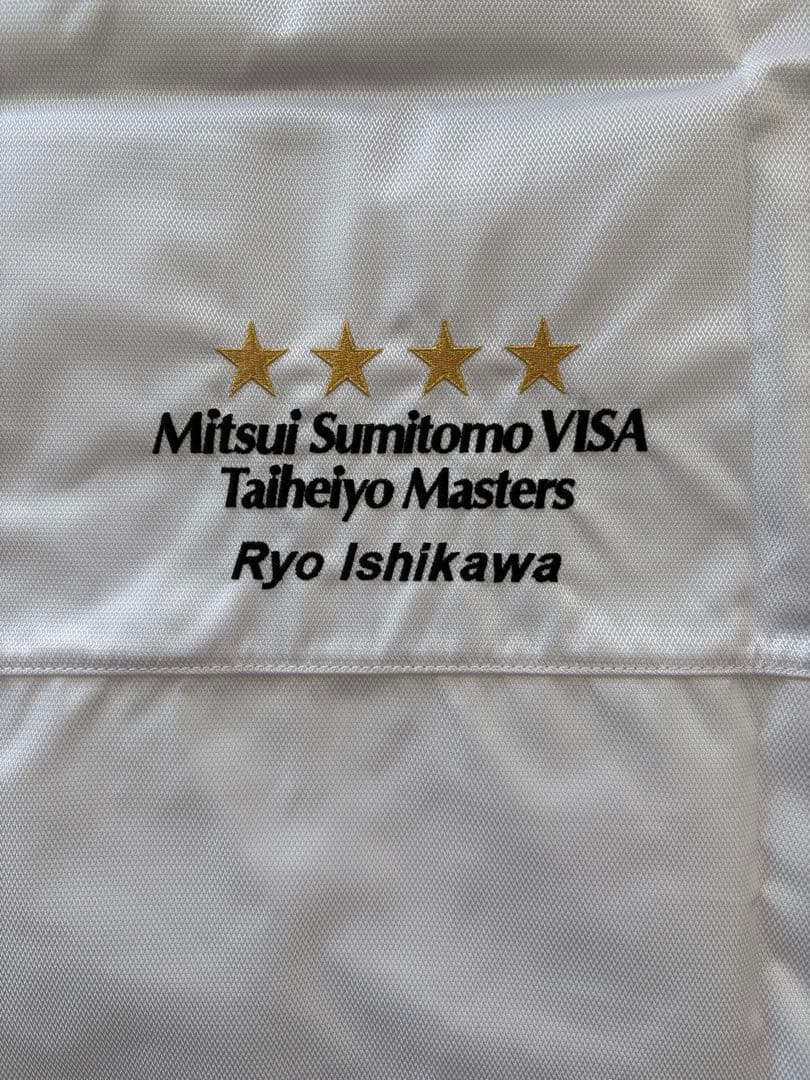 Mitsui Sumitomo VISA
Taiheiyo Masters
Ryo Ishikawa